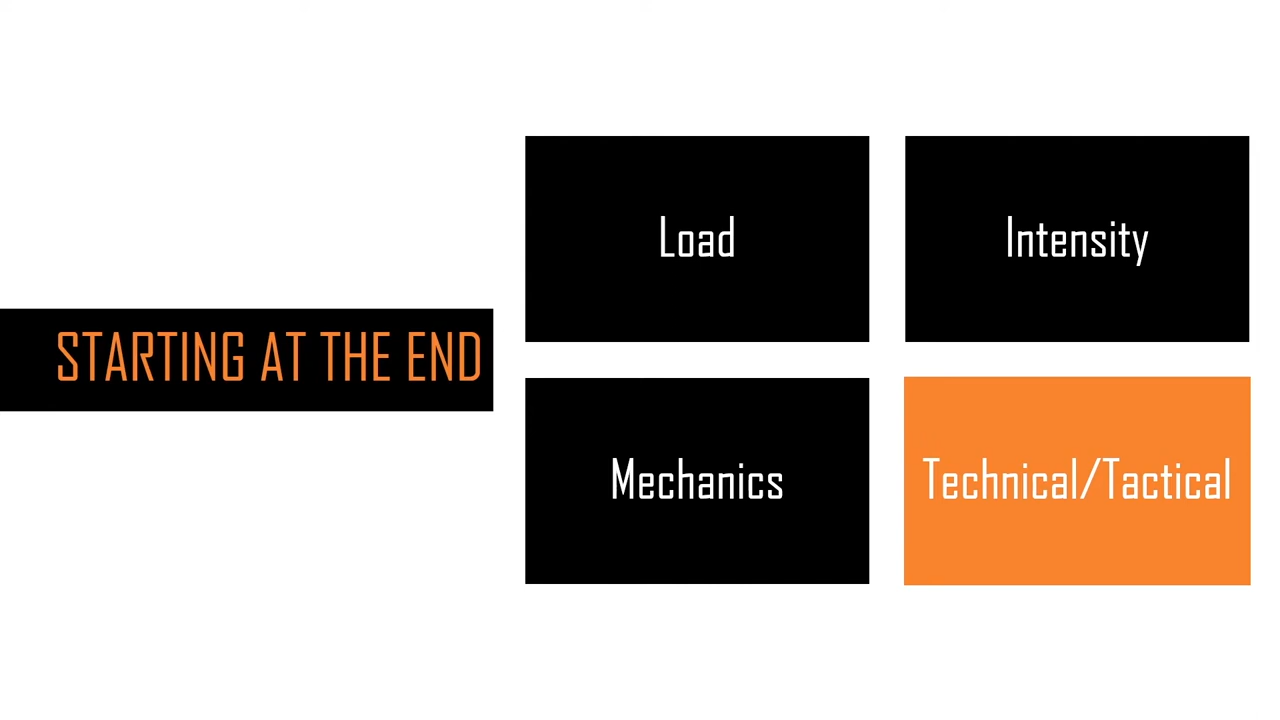 STARTING AT THE END
Load
Intensity
Mechanics
Technical/Tactical